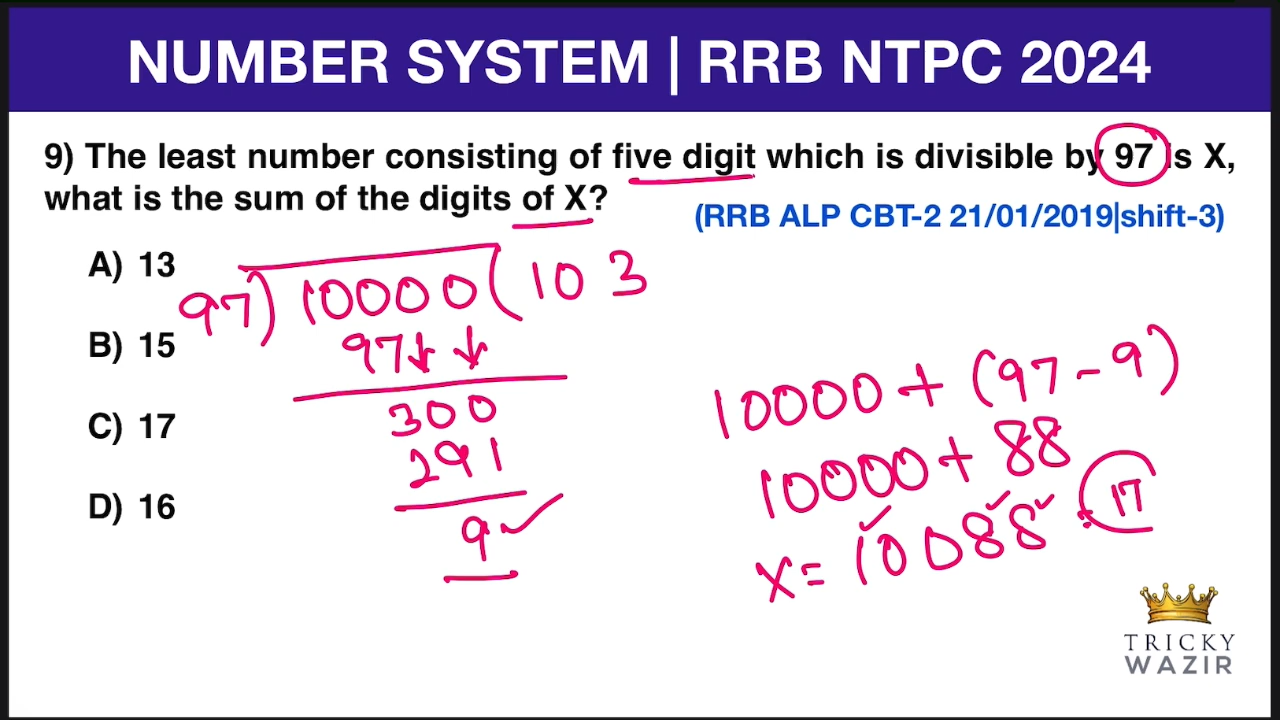 NUMBER SYSTEM | RRB NTPC 2024
9) The least number consisting of five digit which is divisible by 97 is X,
what is the sum of the digits of X?
(RRB ALP CBT-2 21/01/2019|shift-3)
A) 13
B) 15
C) 17
D) 16
97) 10000 (103
97
300
291
9
10000 + (97 - 9)
10000 + 88
X = 10088 = 17
TRICKY
WAZIR